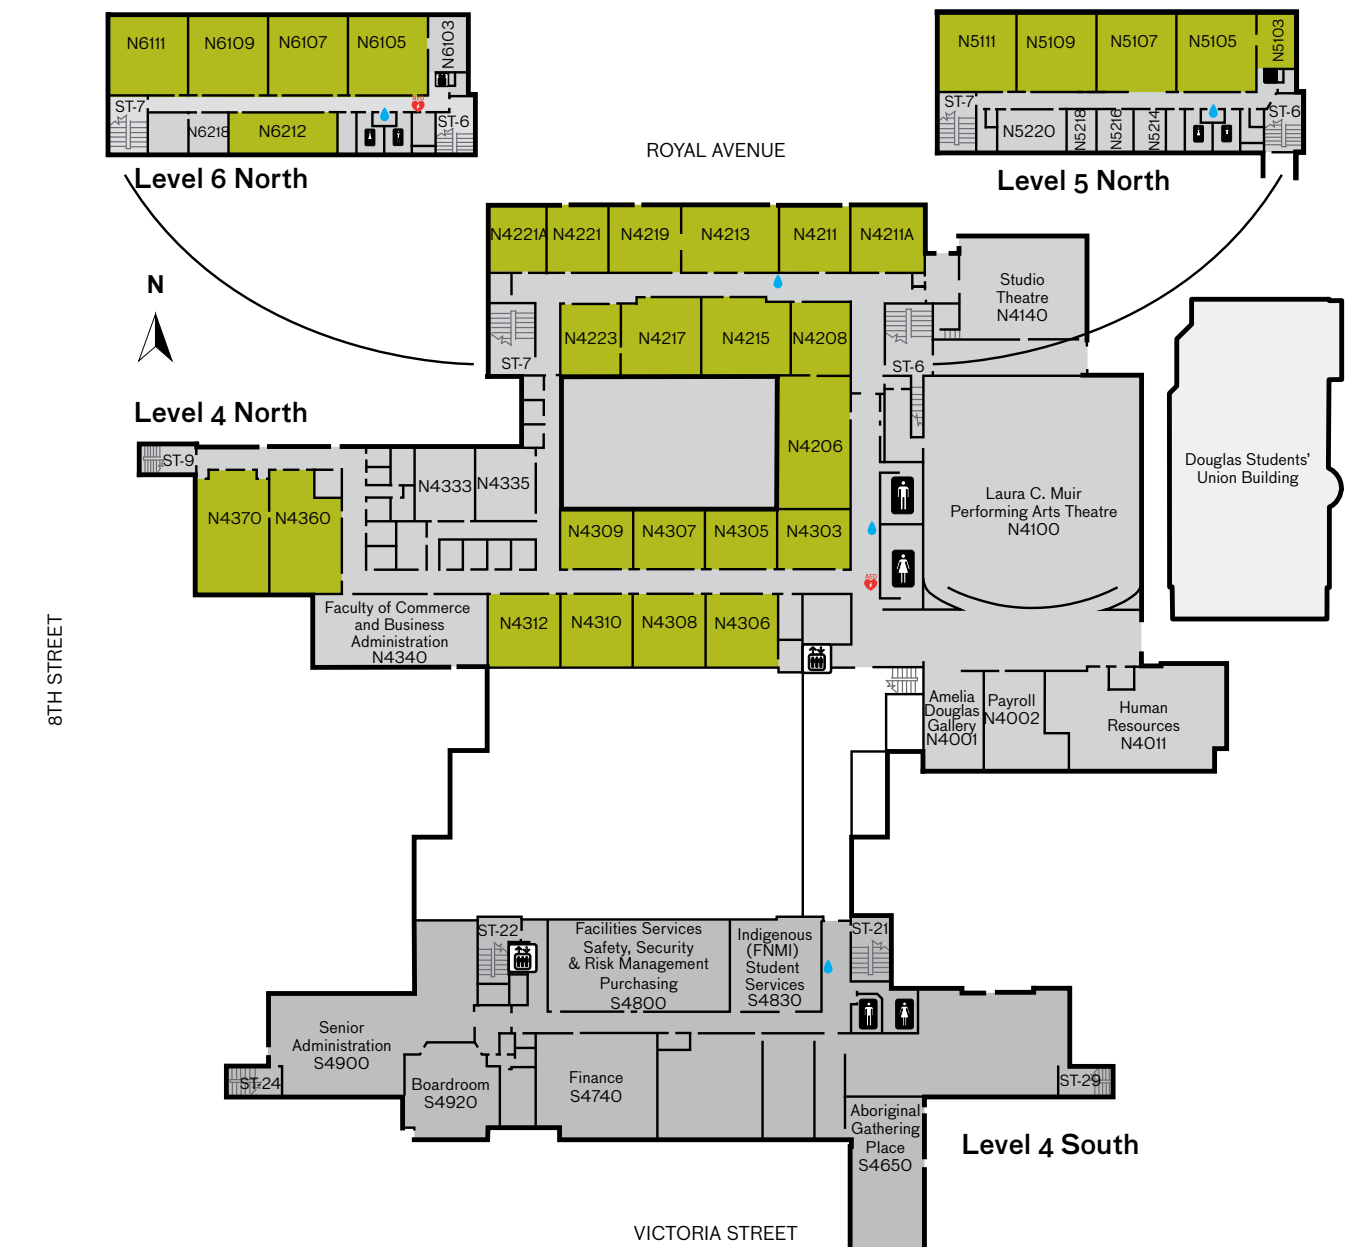 N6111
N6109
N6107
N6105
N6103
AED
ST-7
ST-6
N6218
N6212
Level 6 North
N5111
N5109
N5107
N5105
N5103
ST-7
ST-6
N5220
N5218
N5216
N5214
Level 5 North
ROYAL AVENUE
N4221A
N4221
N4219
N4213
N4211
N4211A
Studio
Theatre
N4140
N
N4223
N4217
N4215
N4208
ST-7
ST-6
Level 4 North
ST-9
N4206
N4333
N4335
N4370
N4360
Laura C. Muir
Performing Arts Theatre
N4100
Douglas Students'
Union Building
N4309
N4307
N4305
N4303
AED
Faculty of Commerce
and Business
Administration
N4340
N4312
N4310
N4308
N4306
8TH STREET
Amelia
Douglas
Gallery
N4001
Payroll
N4002
Human
Resources
N4011
ST-22
Facilities Services
Safety, Security
& Risk Management
Purchasing
S4800
Indigenous
(FNMI)
Student
Services
S4830
ST-21
Senior
Administration
S4900
ST-24
Boardroom
S4920
Finance
S4740
ST-29
Aboriginal
Gathering
Place
S4650
Level 4 South
VICTORIA STREET